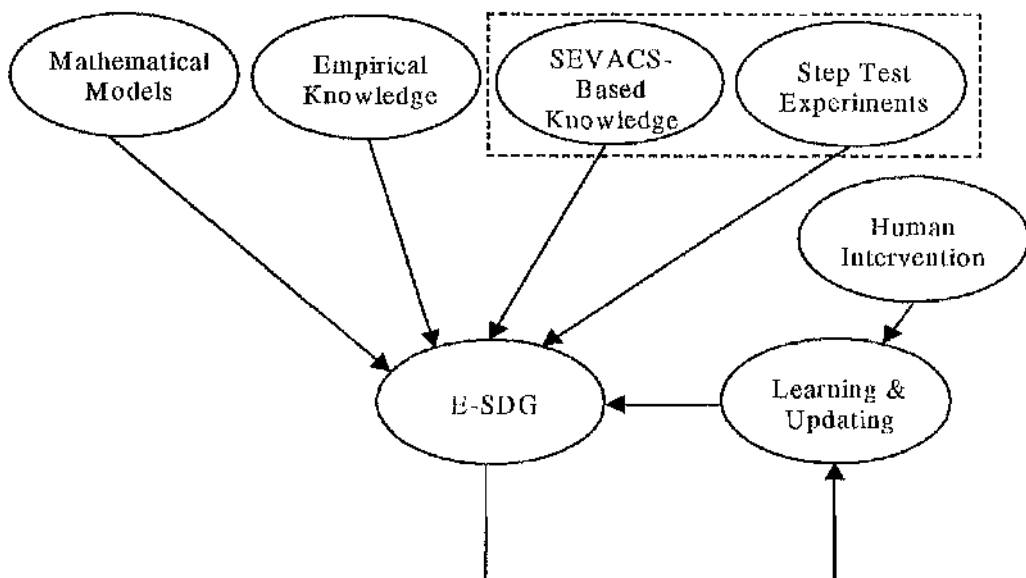 Mathematical
Models
Empirical
Knowledge
SEVACS-
Based
Knowledge
Step Test
Experiments
Human
Intervention
E-SDG
Learning &
Updating